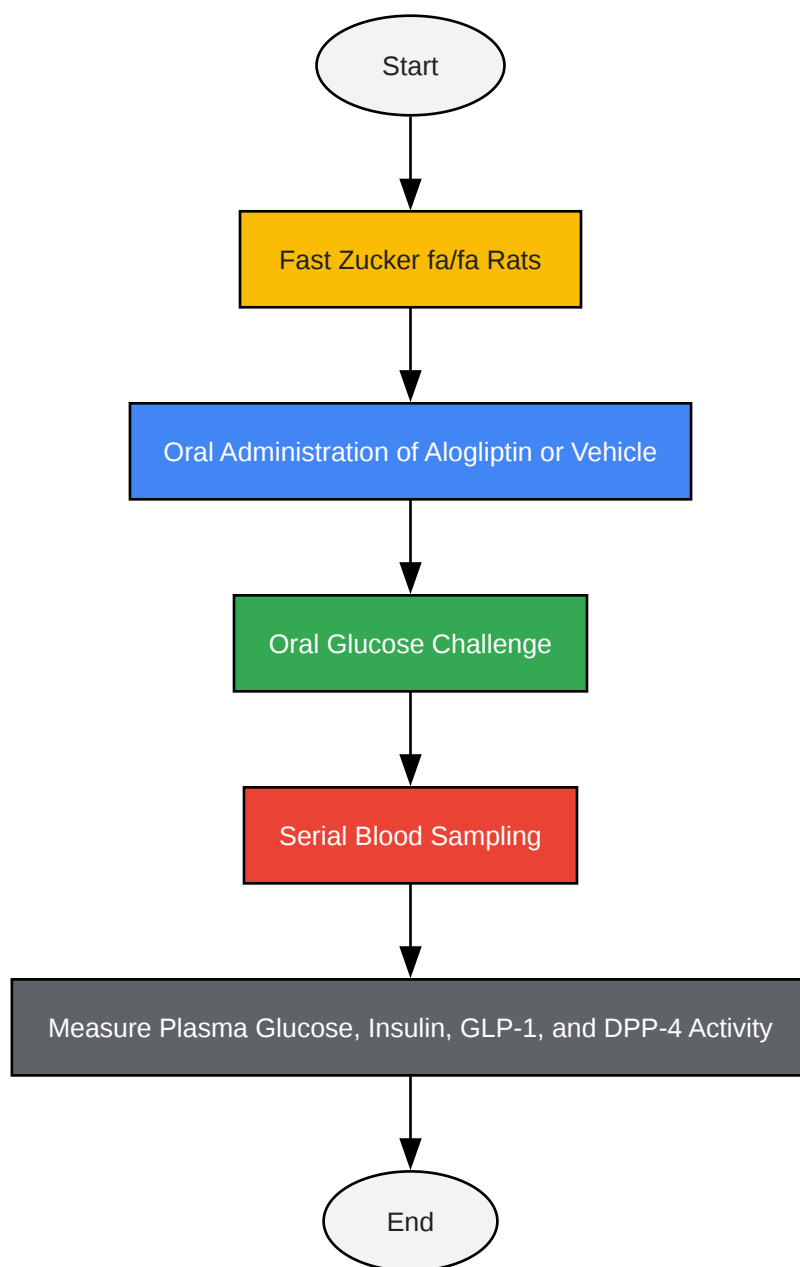 Start
Fast Zucker fa/fa Rats
Oral Administration of Alogliptin or Vehicle
Oral Glucose Challenge
Serial Blood Sampling
Measure Plasma Glucose, Insulin, GLP-1, and DPP-4 Activity
End